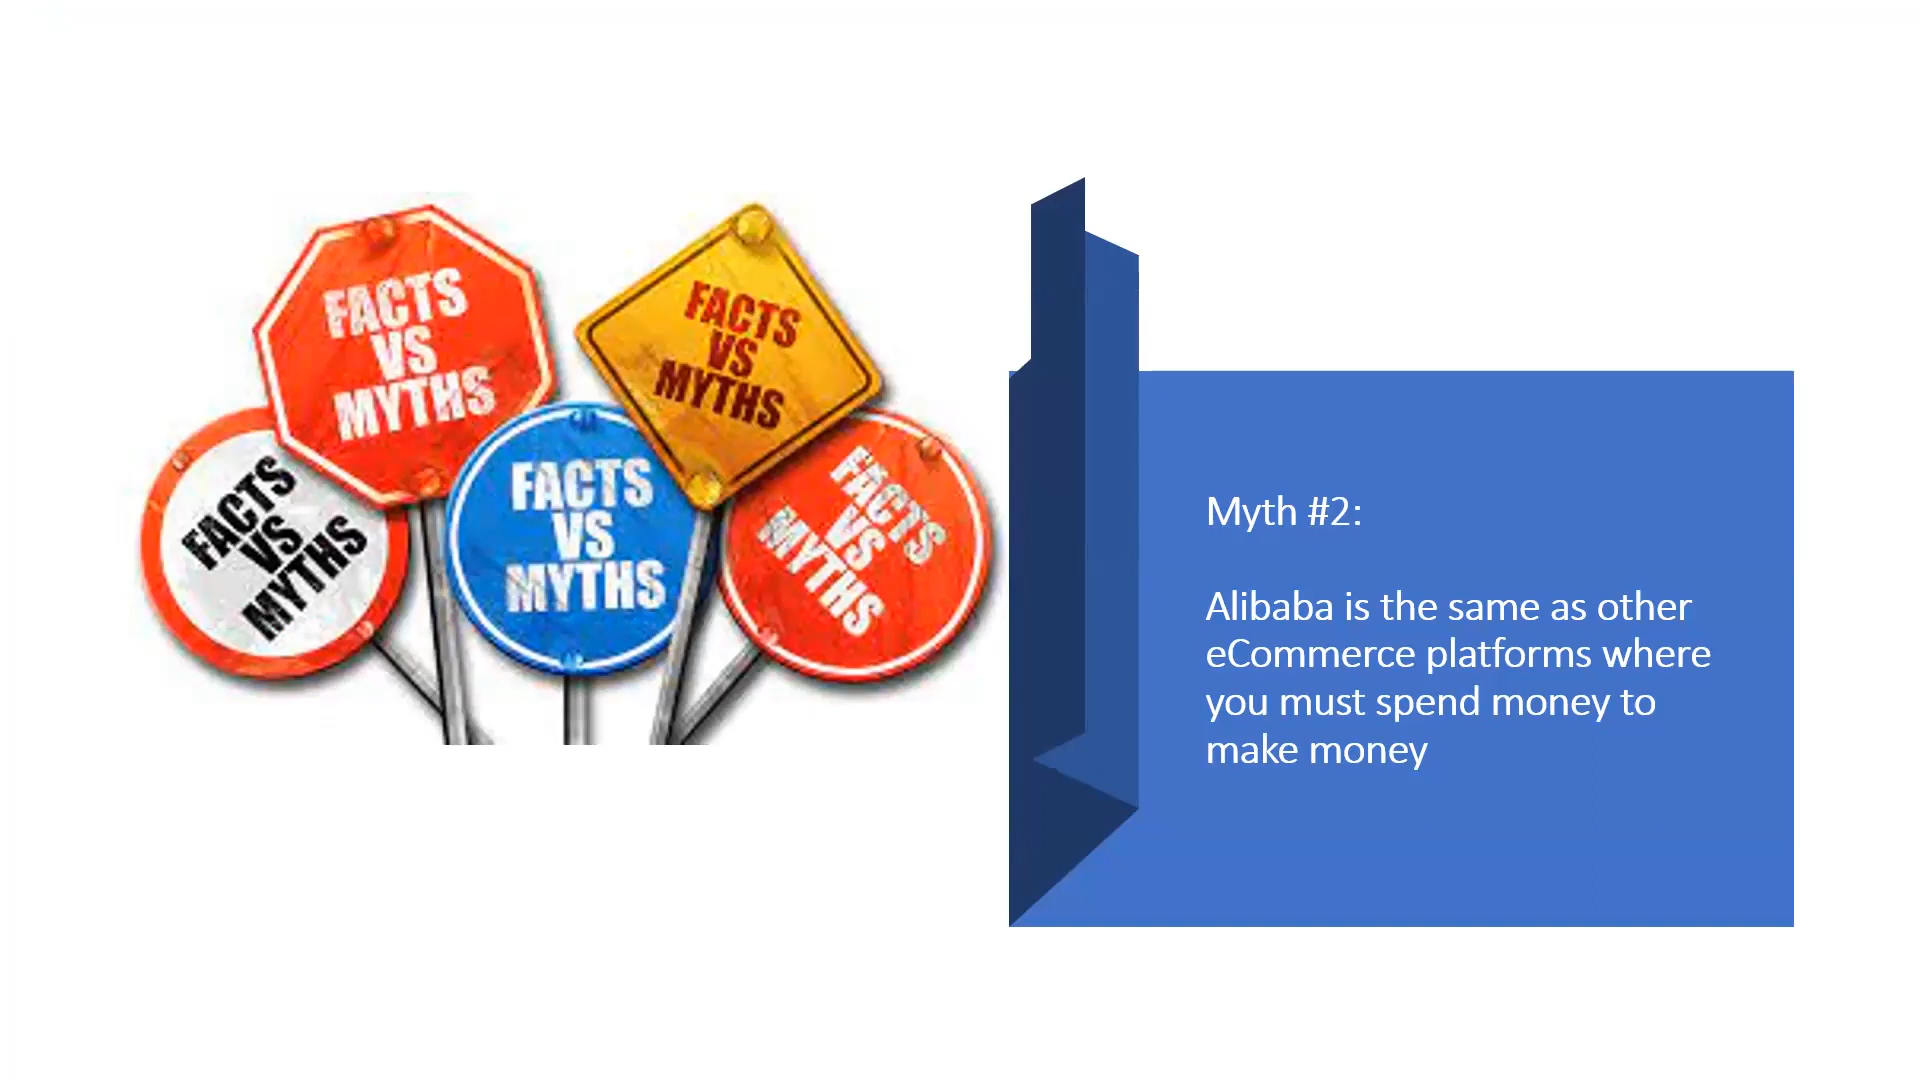 FACTS
VS
MYTHS
FACTS
VS
MYTHS
FACTS
VS
MYTHS
FACTS
VS
MYTHS
FACTS
VS
MYTHS
Myth #2:
Alibaba is the same as other
eCommerce platforms where
you must spend money to
make money